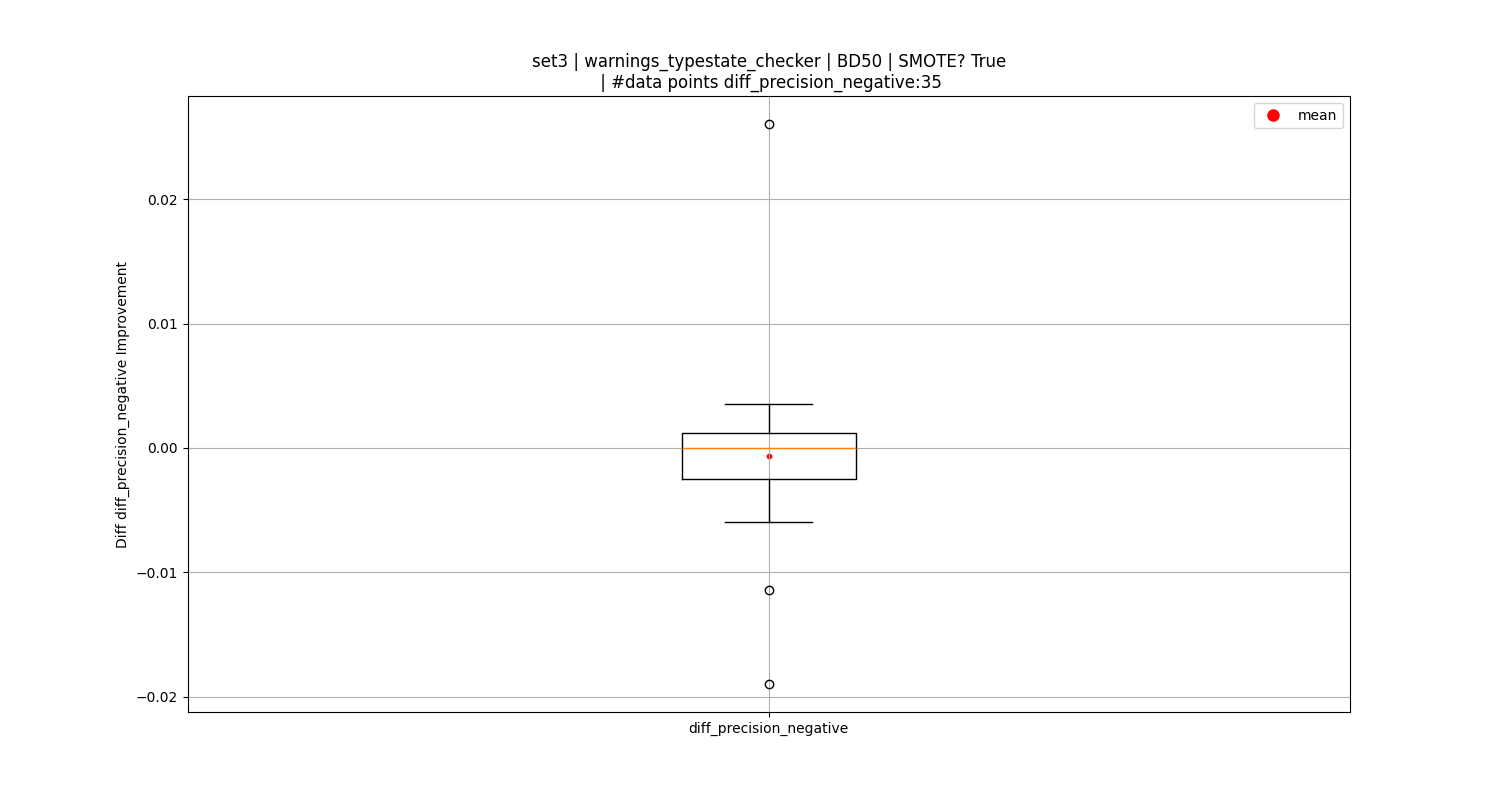 set3 | warnings_typestate_checker | BD50 | SMOTE? True
| #data points diff_precision_negative:35
mean
0.02
0.01
0.00
−0.01
−0.02
Diff diff_precision_negative Improvement
diff_precision_negative